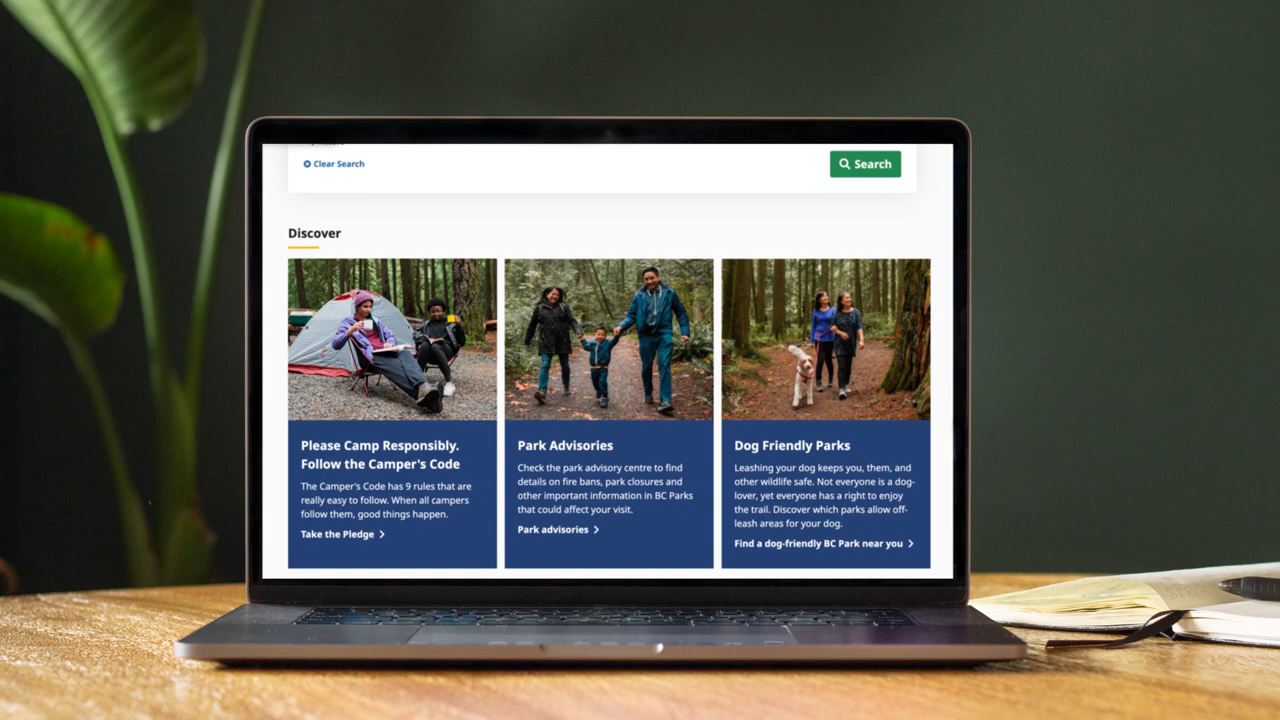 Clear Search
Search
Discover
Please Camp Responsibly.
Follow the Camper's Code
The Camper's Code has 9 rules that are
really easy to follow. When all campers
follow them, good things happen.
Take the Pledge
Park Advisories
Check the park advisory centre to find
details on fire bans, park closures and
other important information in BC Parks
that could affect your visit.
Park advisories
Dog Friendly Parks
Leashing your dog keeps you, them, and
other wildlife safe. Not everyone is a dog-
lover, yet everyone has a right to enjoy
the trail. Discover which parks allow off-
leash areas for your dog.
Find a dog-friendly BC Park near you